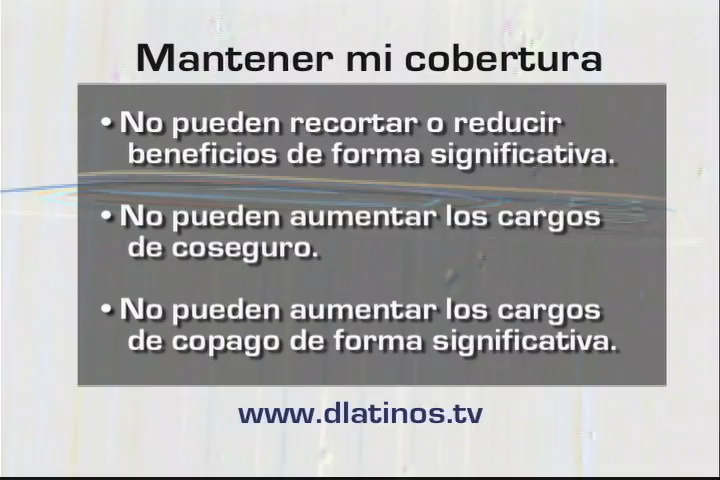 Mantener mi cobertura
• No pueden recortar o reducir
beneficios de forma significativa.
• No pueden aumentar los cargos
de coseguro.
• No pueden aumentar los cargos
de copago de forma significativa.
www.dlatinos.tv